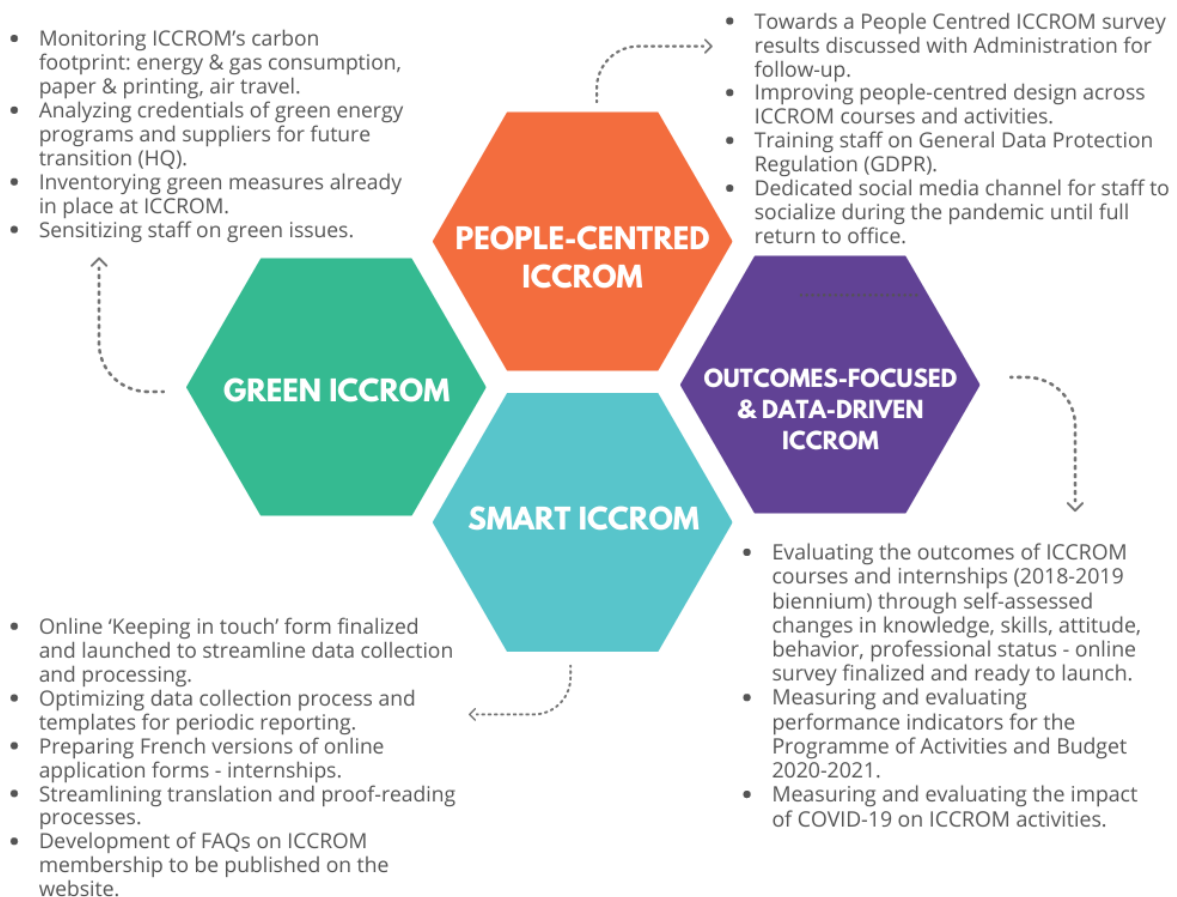 • Monitoring ICCROM's carbon
footprint: energy & gas consumption,
paper & printing, air travel.
• Analyzing credentials of green energy
programs and suppliers for future
transition (HQ).
• Inventorying green measures already
in place at ICCROM.
• Sensitizing staff on green issues.
• Towards a People Centred ICCROM survey
results discussed with Administration for
follow-up.
• Improving people-centred design across
ICCROM courses and activities.
• Training staff on General Data Protection
Regulation (GDPR).
• Dedicated social media channel for staff to
socialize during the pandemic until full
return to office.
PEOPLE-CENTRED
ICCROM
GREEN ICCROM
OUTCOMES-FOCUSED
& DATA-DRIVEN
ICCROM
SMART ICCROM
• Online ‘Keeping in touch’ form finalized
and launched to streamline data collection
and processing.
• Optimizing data collection process and
templates for periodic reporting.
• Preparing French versions of online
application forms - internships.
• Streamlining translation and proof-reading
processes.
• Development of FAQs on ICCROM
membership to be published on the
website.
• Evaluating the outcomes of ICCROM
courses and internships (2018-2019
biennium) through self-assessed
changes in knowledge, skills, attitude,
behavior, professional status - online
survey finalized and ready to launch.
• Measuring and evaluating
performance indicators for the
Programme of Activities and Budget
2020-2021.
• Measuring and evaluating the impact
of COVID-19 on ICCROM activities.